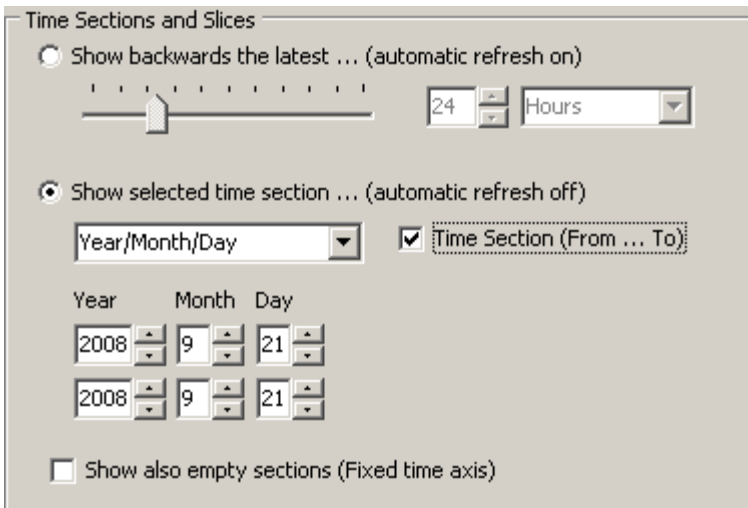 Time Sections and Slices
Show backwards the latest ... (automatic refresh on)
24 Hours
Show selected time section ... (automatic refresh off)
Year/Month/Day Time Section (From ... To)
Year Month Day
2008 9 21
2008 9 21
Show also empty sections (Fixed time axis)